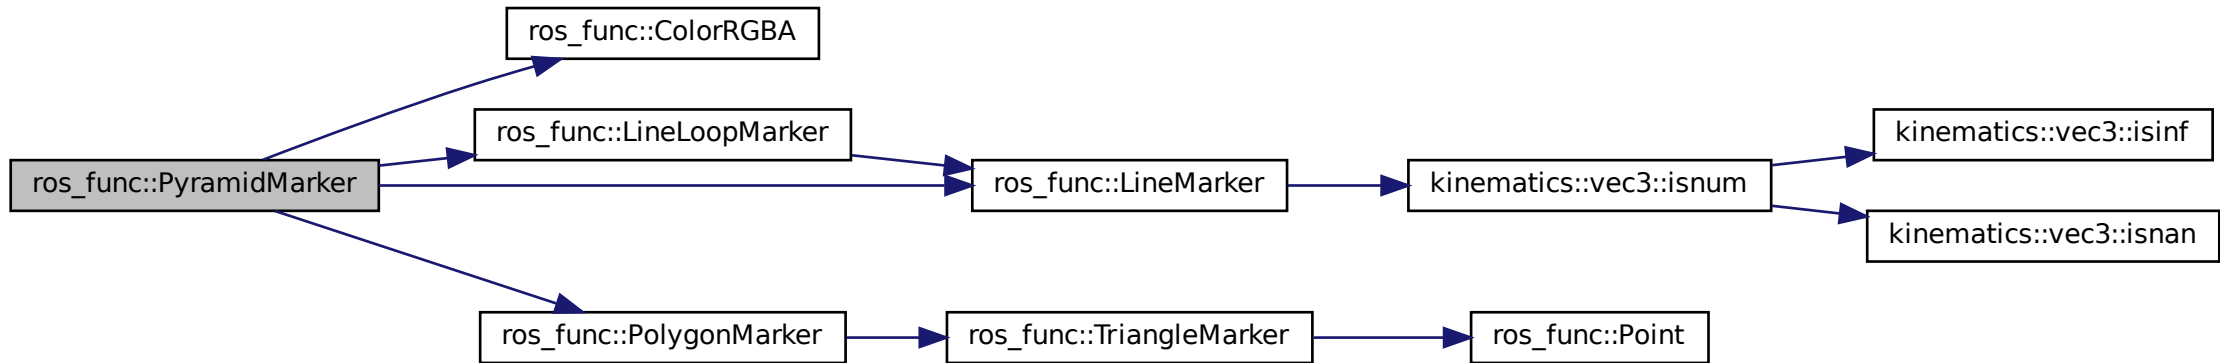 ros_func::ColorRGBA
ros_func::LineLoopMarker
kinematics::vec3::isinf
ros_func::PyramidMarker
ros_func::LineMarker
kinematics::vec3::isnum
kinematics::vec3::isnan
ros_func::PolygonMarker
ros_func::TriangleMarker
ros_func::Point